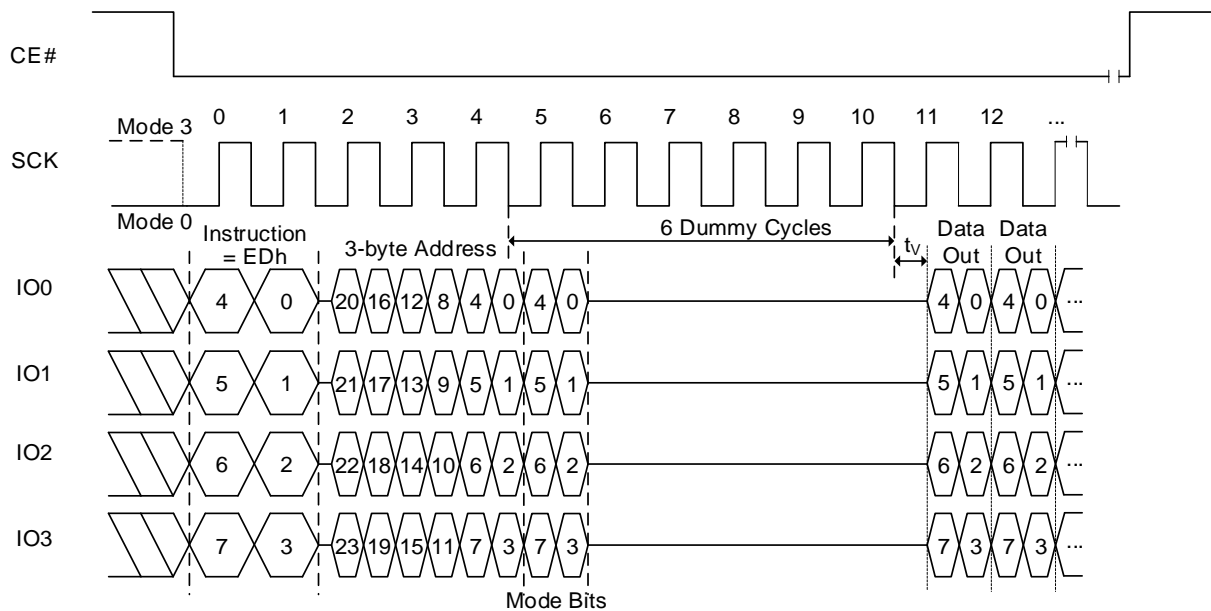 CE#
0 1 2 3 4 5 6 7 8 9 10 11 12 ...
Mode 3
SCK
Mode 0
6 Dummy Cycles
Instruction
= EDh
3-byte Address
tV
Data
Out
Data
Out
IO0 4 0 20 16 12 8 4 0 4 0 4 0 4 0 ...
IO1 5 1 21 17 13 9 5 1 5 1 5 1 5 1 ...
IO2 6 2 22 18 14 10 6 2 6 2 6 2 6 2 ...
IO3 7 3 23 19 15 11 7 3 7 3 7 3 7 3 ...
Mode Bits